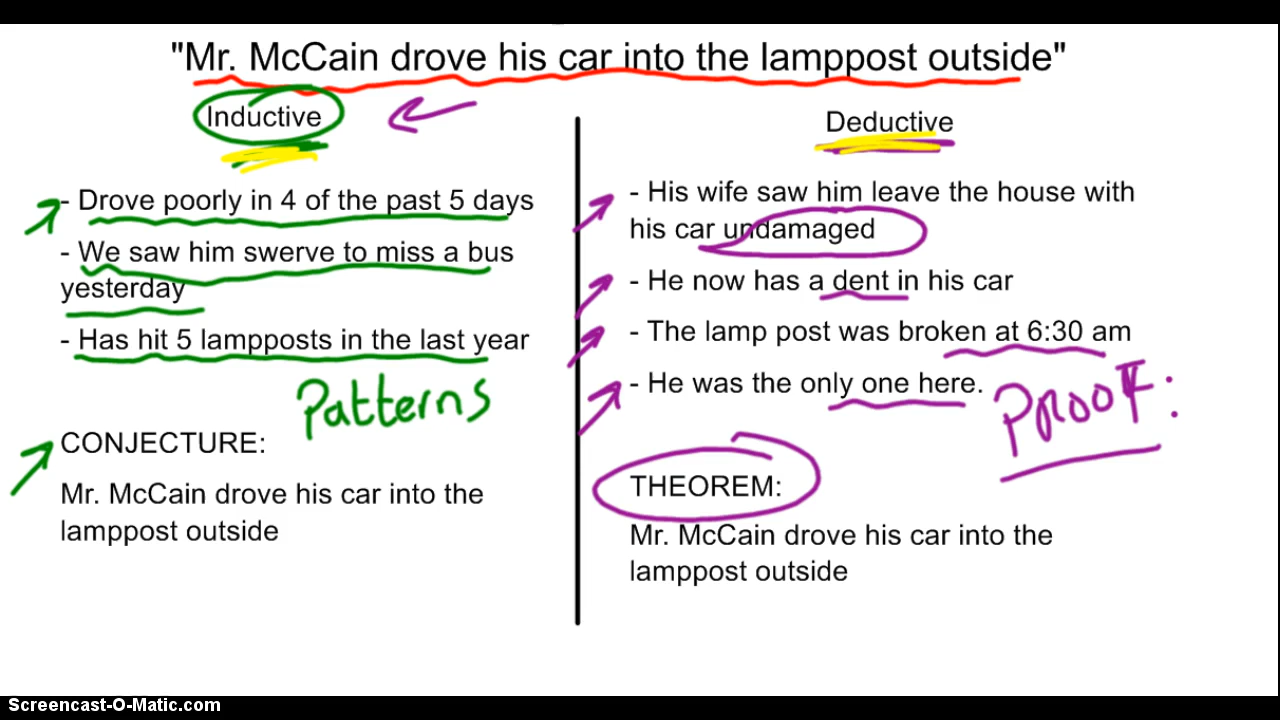 "Mr. McCain drove his car into the lamppost outside"
Inductive
- Drove poorly in 4 of the past 5 days
- We saw him swerve to miss a bus
yesterday
- Has hit 5 lampposts in the last year
Patterns
CONJECTURE:
Mr. McCain drove his car into the
lamppost outside
Deductive
- His wife saw him leave the house with
his car undamaged
- He now has a dent in his car
- The lamp post was broken at 6:30 am
- He was the only one here.
PROOF:
THEOREM:
Mr. McCain drove his car into the
lamppost outside
Screencast-O-Matic.com